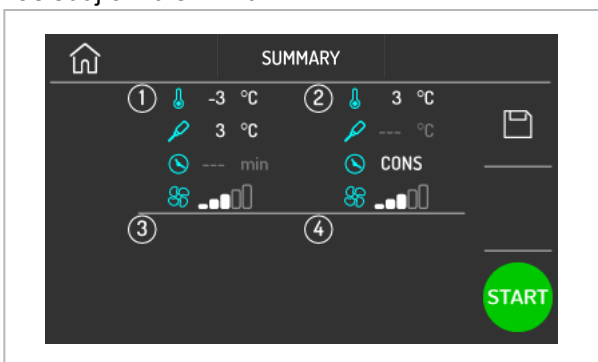 SUMMARY
1 -3 °C 2 3 °C
3 °C --- °C
--- min CONS
3 4
START